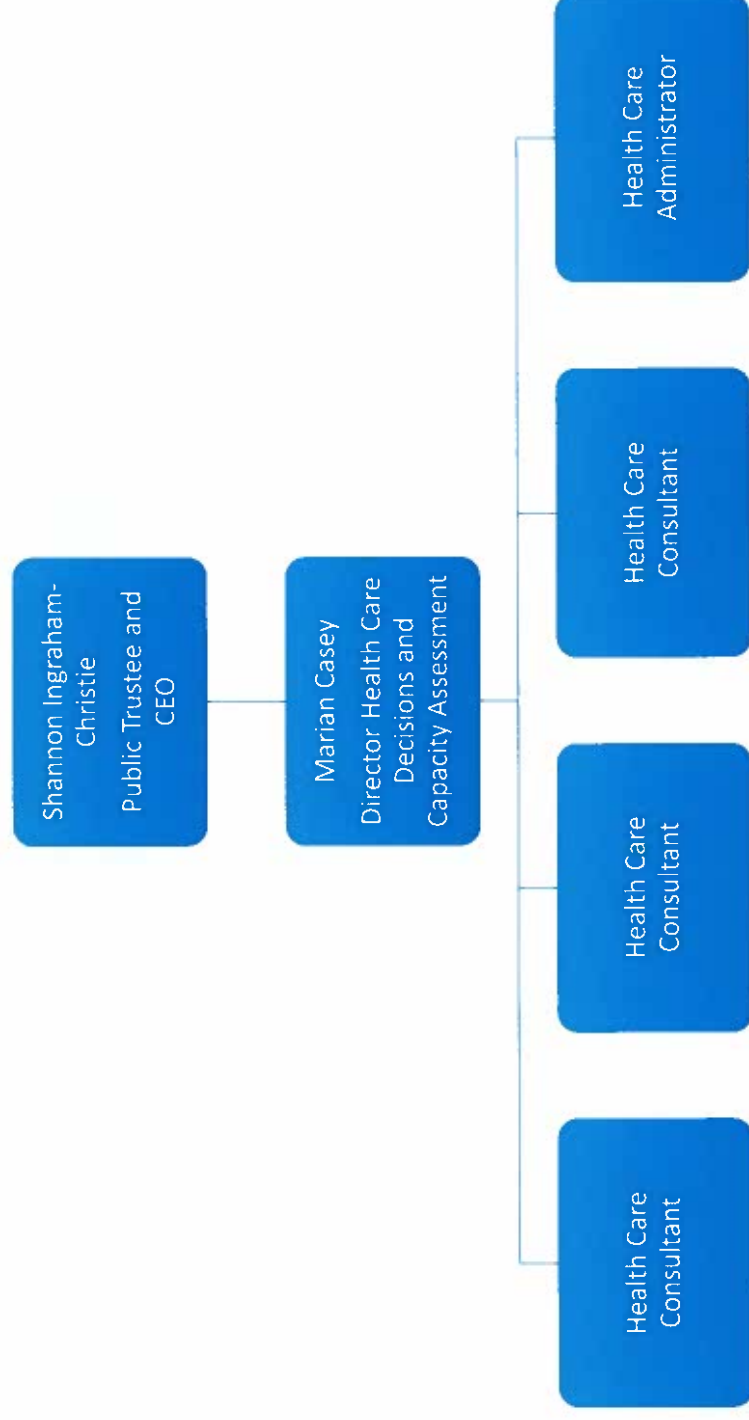 Shannon Ingraham-
Christie
Public Trustee and
CEO
Marian Casey
Director Health Care
Decisions and
Capacity Assessment
Health Care
Consultant
Health Care
Consultant
Health Care
Consultant
Health Care
Administrator